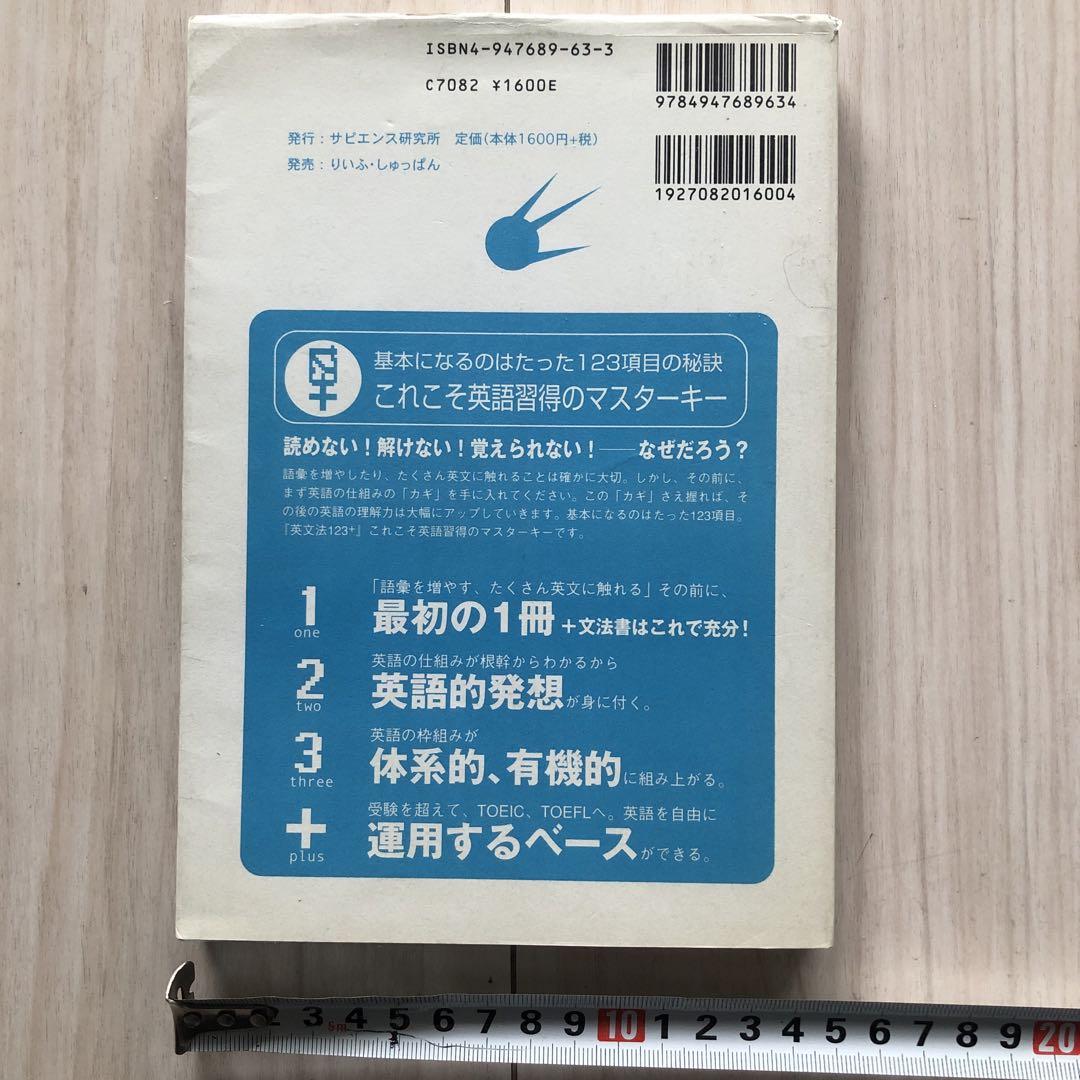 ISBN4-947689-63-3
C7082 ¥1600E
9784947689634
発行：サピエンス研究所　定価(本体1600円+税)
発売：りいふ・しゅっぱん
1927082016004
基本になるのはたった123項目の秘訣
これこそ英語習得のマスターキー
読めない！解けない！覚えられない！──なぜだろう？
語彙を増やしたり、たくさん英文に触れることは確かに大切。しかし、その前に、
まず英語の仕組みの「カギ」を手に入れてください。この「カギ」さえ握れば、そ
の後の英語の理解力は大幅にアップしていきます。基本になるのはたった123項目。
『英文法123+』これこそ英語習得のマスターキーです。
1
one
「語彙を増やす、たくさん英文に触れる」その前に、
最初の1冊＋文法書はこれで充分！
2
two
英語の仕組みが根幹からわかるから
英語的発想が身に付く。
3
three
英語の枠組みが
体系的、有機的に組み上がる。
+
plus
受験を超えて、TOEIC、TOEFLへ。英語を自由に
運用するベースができる。
2 3 4 5 6 7 8 9 10 1 2 3 4 5 6 7 8 9 20
5m